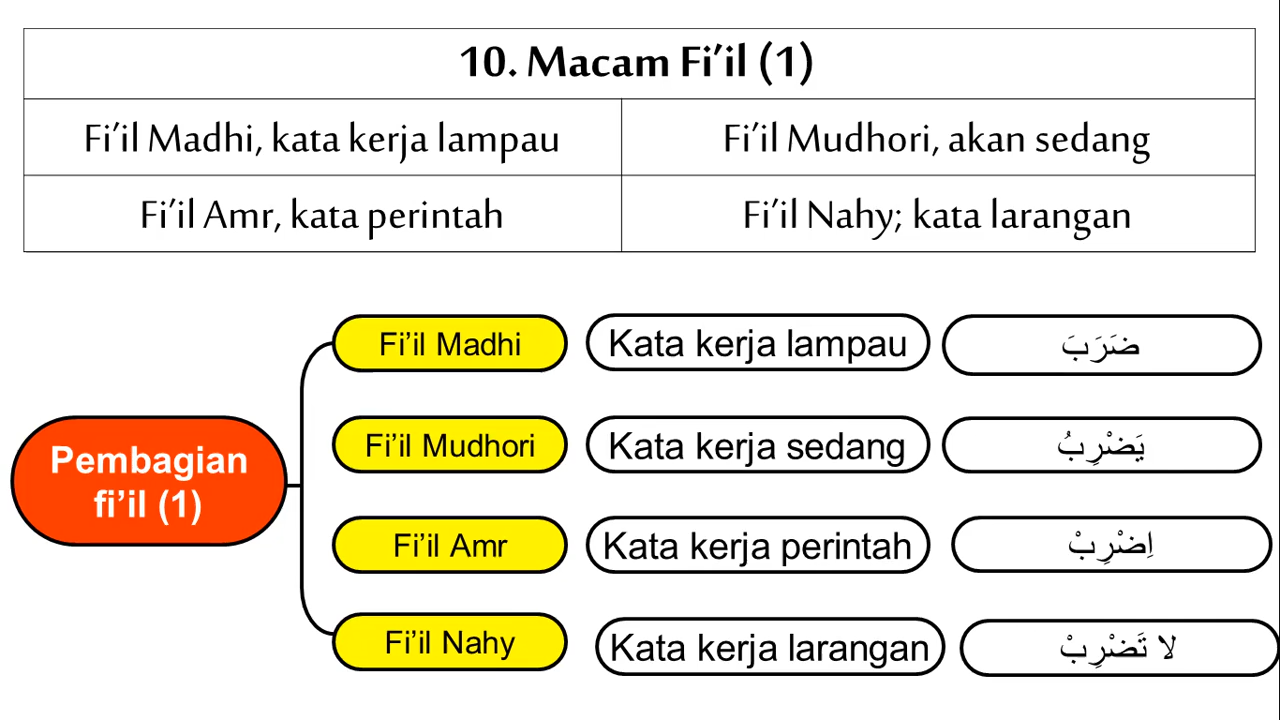 10. Macam Fi’il (1)
Fi’il Madhi, kata kerja lampau
Fi’il Mudhori, akan sedang
Fi’il Amr, kata perintah
Fi’il Nahy; kata larangan
Pembagian
fi’il (1)
Fi’il Madhi
Kata kerja lampau
ضَرَبَ
Fi’il Mudhori
Kata kerja sedang
يَضْرِبُ
Fi’il Amr
Kata kerja perintah
اِضْرِبْ
Fi’il Nahy
Kata kerja larangan
لا تَضْرِبْ